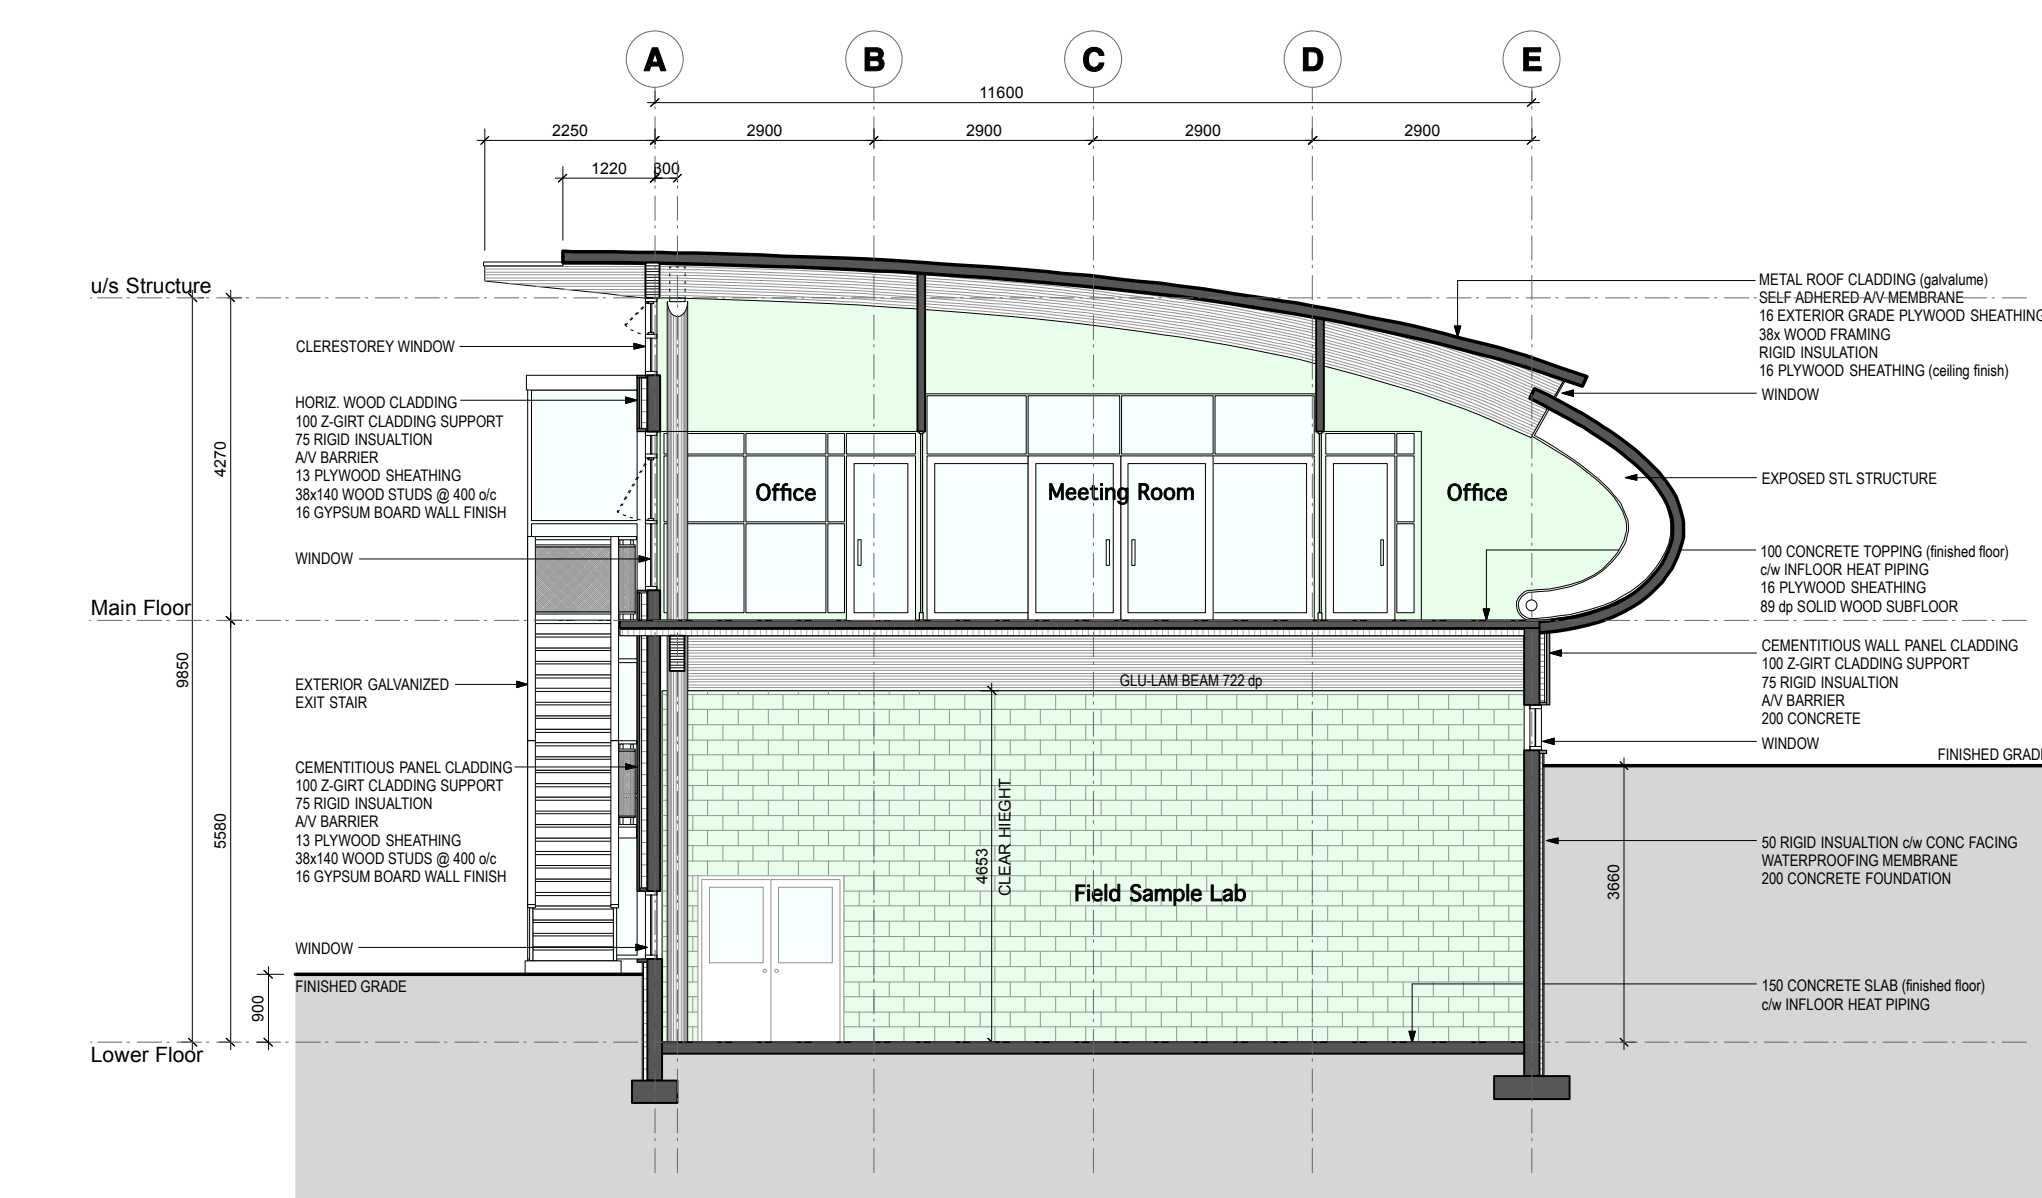 A B C D E
11600
2250 2900 2900 2900 2900
1220 300
u/s Structure
METAL ROOF CLADDING (galvalume)
SELF ADHERED A/V MEMBRANE
16 EXTERIOR GRADE PLYWOOD SHEATHING
38x WOOD FRAMING
RIGID INSULATION
16 PLYWOOD SHEATHING (ceiling finish)
WINDOW
CLERESTOREY WINDOW
HORIZ. WOOD CLADDING
100 Z-GIRT CLADDING SUPPORT
75 RIGID INSUALTION
A/V BARRIER
13 PLYWOOD SHEATHING
38x140 WOOD STUDS @ 400 o/c
16 GYPSUM BOARD WALL FINISH
4270
Office
Meeting Room
Office
EXPOSED STL STRUCTURE
WINDOW
100 CONCRETE TOPPING (finished floor)
c/w INFLOOR HEAT PIPING
16 PLYWOOD SHEATHING
89 dp SOLID WOOD SUBFLOOR
Main Floor
9850
EXTERIOR GALVANIZED
EXIT STAIR
GLU-LAM BEAM 722 dp
CEMENTITIOUS WALL PANEL CLADDING
100 Z-GIRT CLADDING SUPPORT
75 RIGID INSUALTION
A/V BARRIER
200 CONCRETE
WINDOW
FINISHED GRADE
CEMENTITIOUS PANEL CLADDING
100 Z-GIRT CLADDING SUPPORT
75 RIGID INSUALTION
A/V BARRIER
13 PLYWOOD SHEATHING
38x140 WOOD STUDS @ 400 o/c
16 GYPSUM BOARD WALL FINISH
5580
4653
CLEAR HIEGHT
Field Sample Lab
3660
50 RIGID INSUALTION c/w CONC FACING
WATERPROOFING MEMBRANE
200 CONCRETE FOUNDATION
WINDOW
FINISHED GRADE
900
150 CONCRETE SLAB (finished floor)
c/w INFLOOR HEAT PIPING
Lower Floor